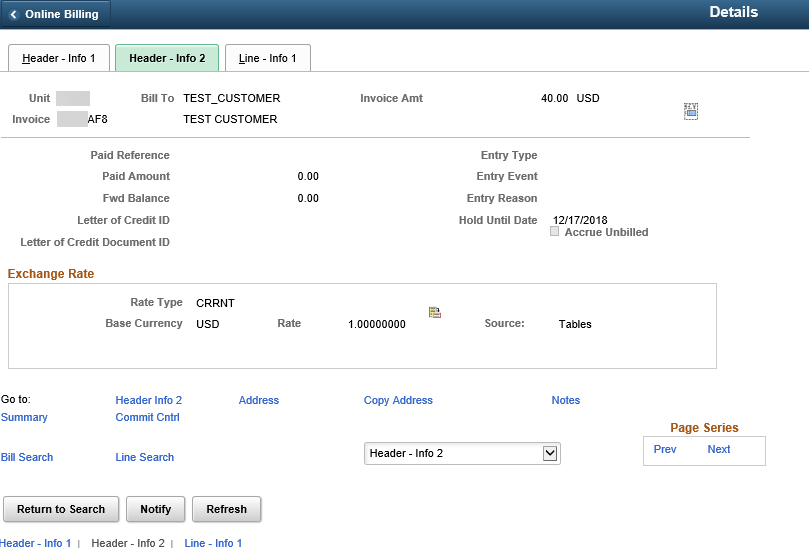 Online Billing
Details
Header - Info 1
Header - Info 2
Line - Info 1
Unit Bill To TEST_CUSTOMER Invoice Amt 40.00 USD
Invoice AF8 TEST CUSTOMER
Paid Reference Entry Type
Paid Amount 0.00 Entry Event
Fwd Balance 0.00 Entry Reason
Letter of Credit ID Hold Until Date 12/17/2018
Accrue Unbilled
Letter of Credit Document ID
Exchange Rate
Rate Type CRRNT
Base Currency USD Rate 1.00000000 Source: Tables
Go to: Header Info 2 Address Copy Address Notes
Summary Commit Cntrl
Page Series
Bill Search Line Search Header - Info 2 Prev Next
Return to Search Notify Refresh
Header - Info 1 | Header - Info 2 | Line - Info 1